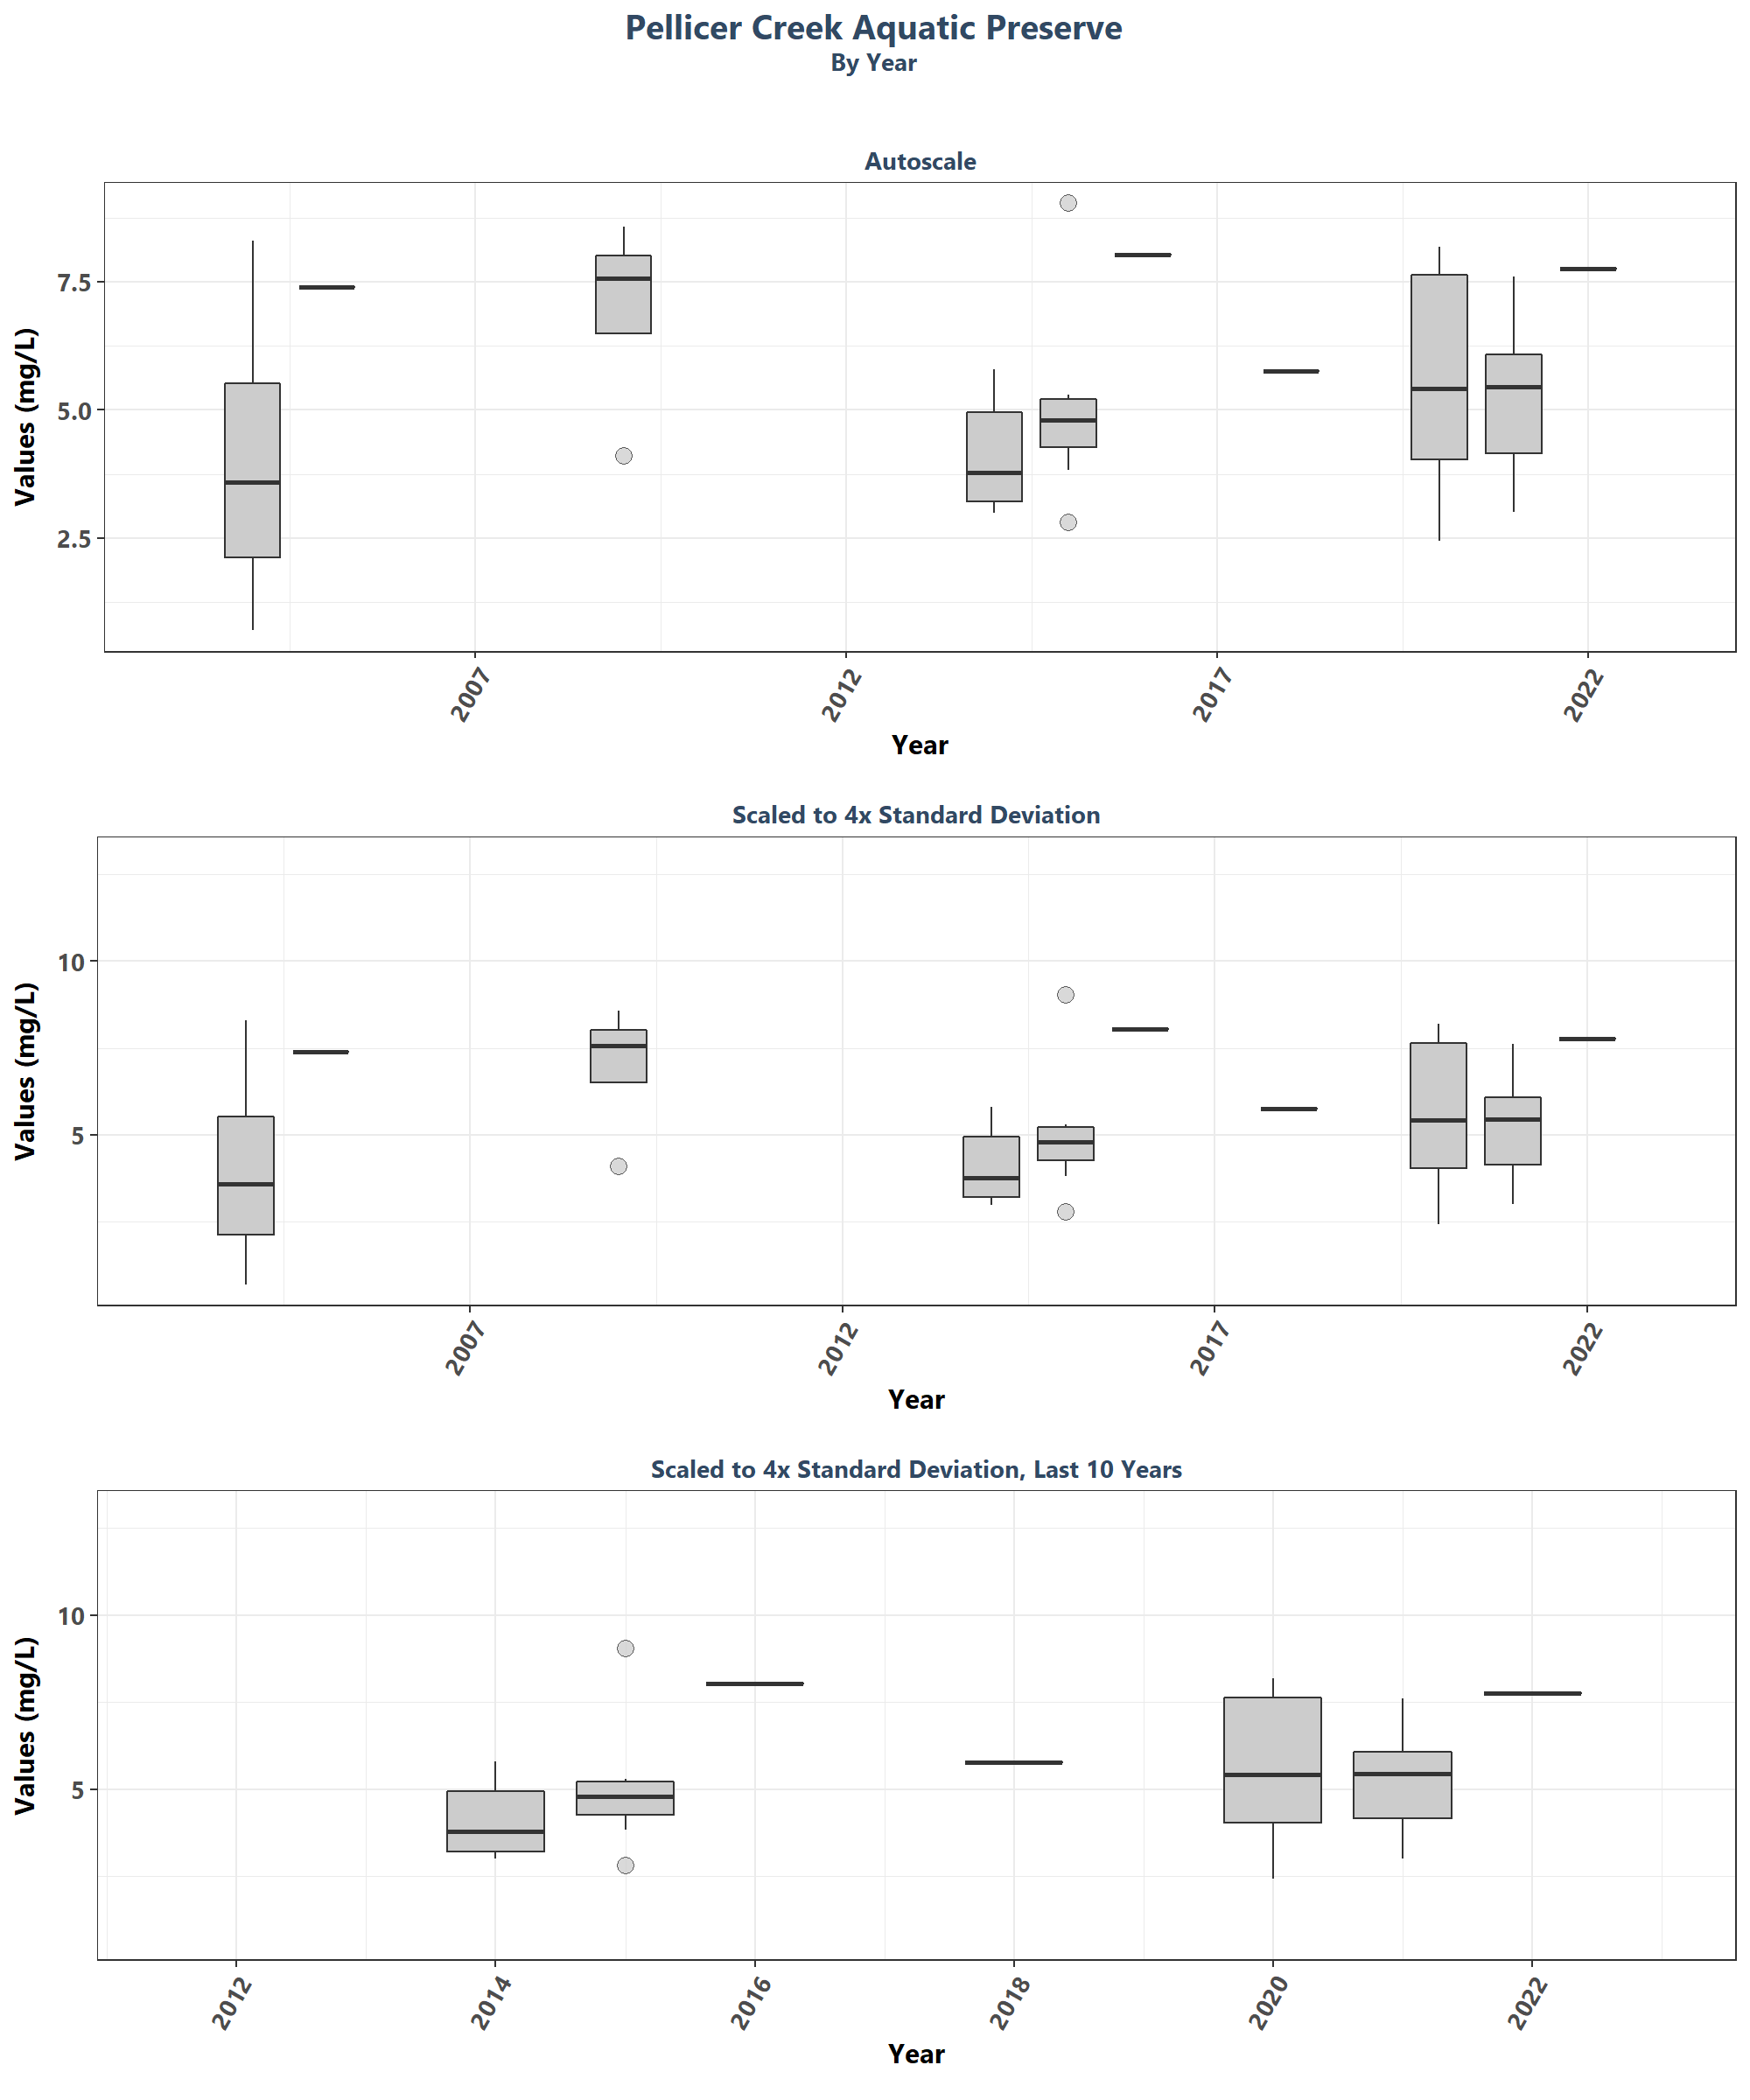 Pellicer Creek Aquatic Preserve
By Year
Autoscale
Values (mg/L)
7.5
5.0
2.5
2007
2012
2017
2022
Year
Scaled to 4x Standard Deviation
Values (mg/L)
10
5
2007
2012
2017
2022
Year
Scaled to 4x Standard Deviation, Last 10 Years
Values (mg/L)
10
5
2012
2014
2016
2018
2020
2022
Year